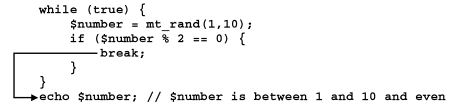 while (true) {
$number = mt_rand(1,10);
if ($number % 2 == 0) {
break;
}
}
echo $number; // $number is between 1 and 10 and even